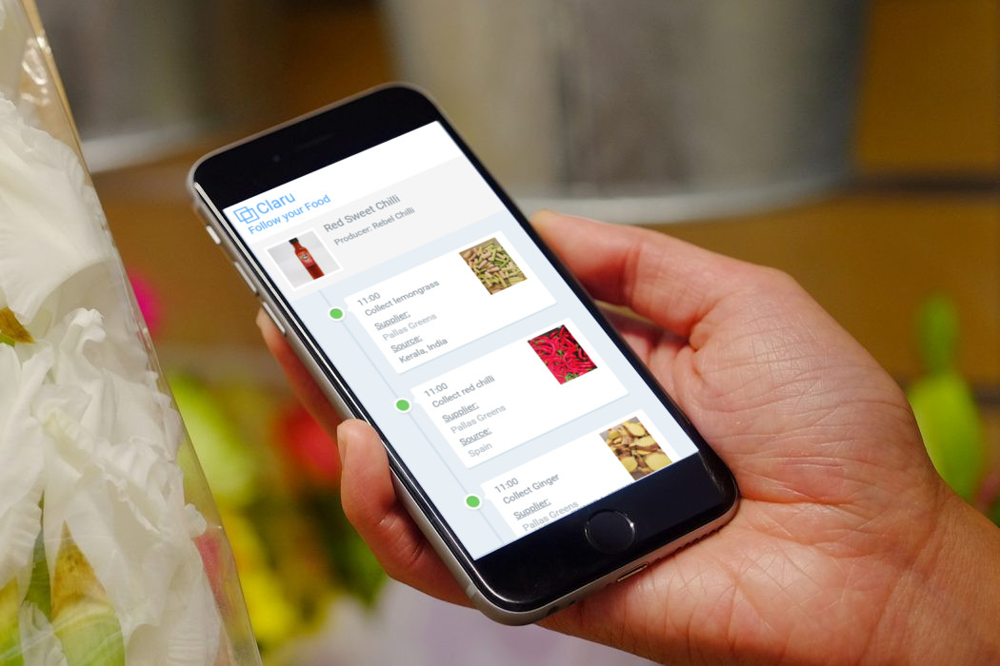 Claru
Follow your Food
Red Sweet Chilli
Producer: Rebel Chilli
11:00
Collect lemongrass
Supplier:
Pallas Greens
Source:
Kerala, India
11:00
Collect red chilli
Supplier:
Pallas Greens
Source:
Spain
11:00
Collect Ginger
Supplier:
Pallas Greens